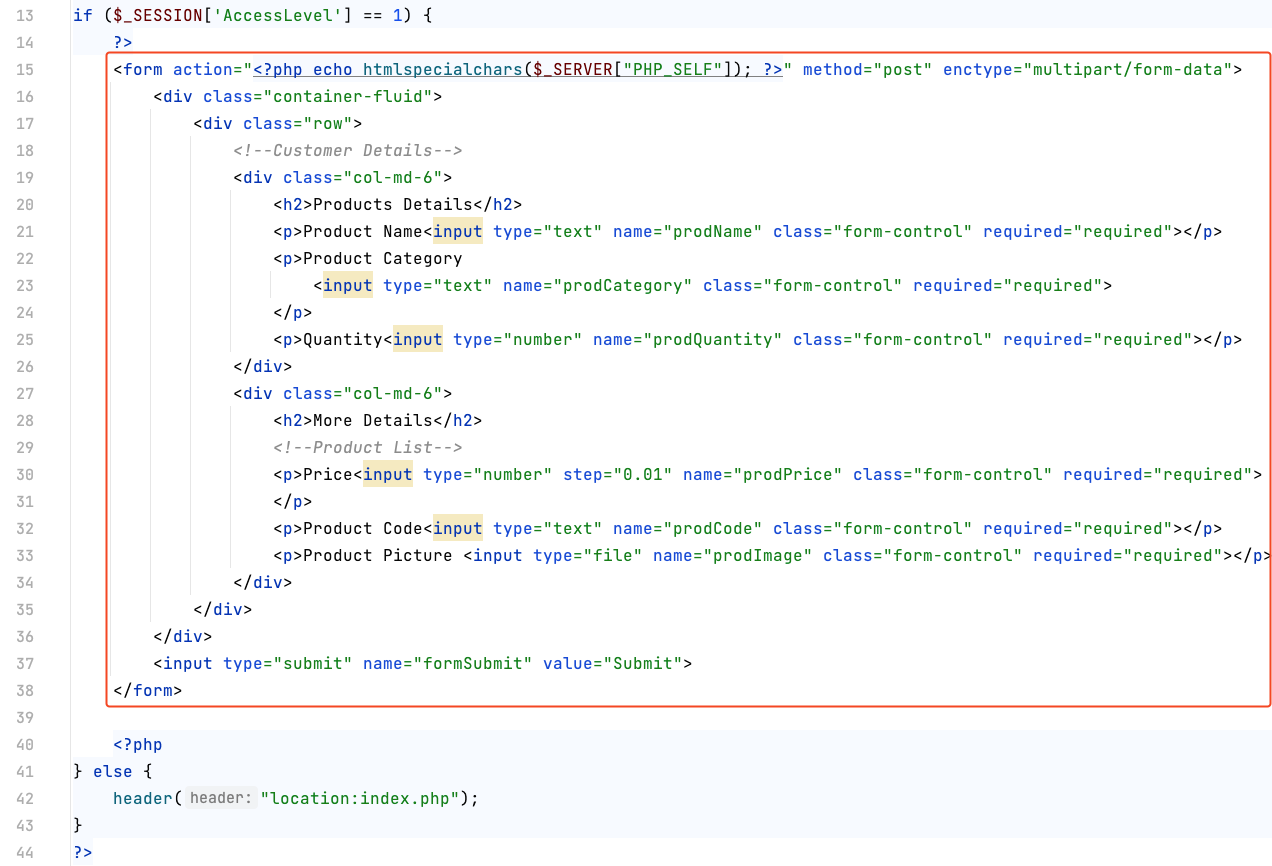 13 if ($_SESSION['AccessLevel'] == 1) {
14 ?>
15 <form action="<?php echo htmlspecialchars($_SERVER["PHP_SELF"]); ?>" method="post" enctype="multipart/form-data">
16 <div class="container-fluid">
17 <div class="row">
18 <!--Customer Details-->
19 <div class="col-md-6">
20 <h2>Products Details</h2>
21 <p>Product Name<input type="text" name="prodName" class="form-control" required="required"></p>
22 <p>Product Category
23 <input type="text" name="prodCategory" class="form-control" required="required">
24 </p>
25 <p>Quantity<input type="number" name="prodQuantity" class="form-control" required="required"></p>
26 </div>
27 <div class="col-md-6">
28 <h2>More Details</h2>
29 <!--Product List-->
30 <p>Price<input type="number" step="0.01" name="prodPrice" class="form-control" required="required">
31 </p>
32 <p>Product Code<input type="text" name="prodCode" class="form-control" required="required"></p>
33 <p>Product Picture <input type="file" name="prodImage" class="form-control" required="required"></p>
34 </div>
35 </div>
36 </div>
37 <input type="submit" name="formSubmit" value="Submit">
38 </form>
39
40 <?php
41 } else {
42 header( header: "location:index.php");
43 }
44 ?>